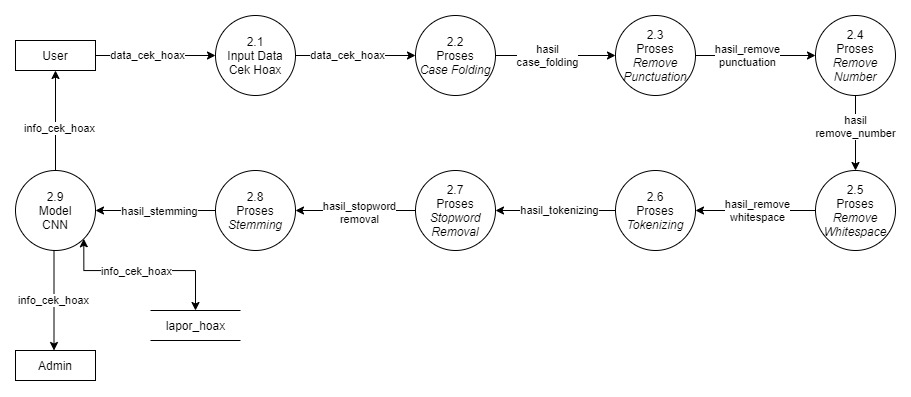 User
data_cek_hoax
2.1
Input Data
Cek Hoax
data_cek_hoax
2.2
Proses
Case Folding
hasil
case_folding
2.3
Proses
Remove
Punctuation
hasil_remove
punctuation
2.4
Proses
Remove
Number
hasil
remove_number
2.5
Proses
Remove
Whitespace
hasil_remove
whitespace
2.6
Proses
Tokenizing
hasil_tokenizing
2.7
Proses
Stopword
Removal
hasil_stopword
removal
2.8
Proses
Stemming
hasil_stemming
2.9
Model
CNN
info_cek_hoax
info_cek_hoax
lapor_hoax
info_cek_hoax
Admin